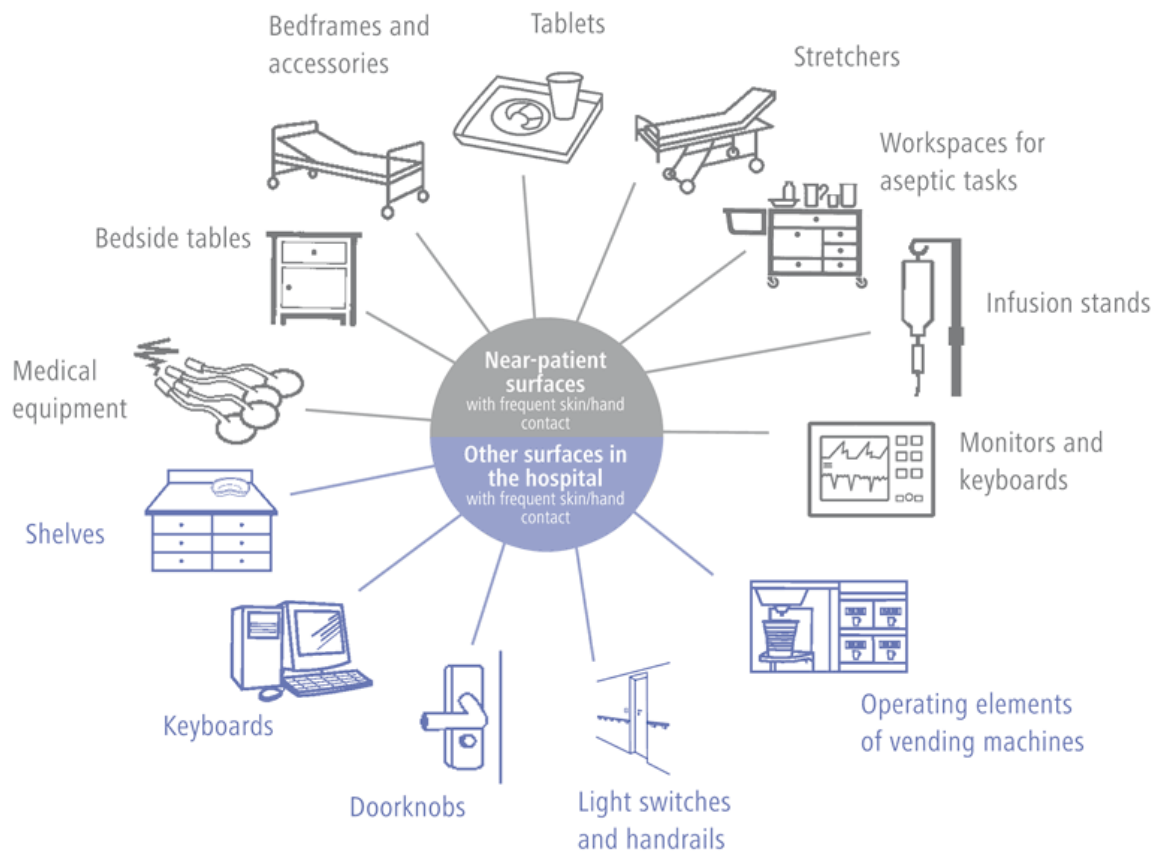 Bedframes and
accessories
Tablets
Stretchers
Workspaces for
aseptic tasks
Bedside tables
Infusion stands
Medical
equipment
Near-patient
surfaces
with frequent skin/hand
contact
Other surfaces in
the hospital
with frequent skin/hand
contact
Monitors and
keyboards
Shelves
Keyboards
Doorknobs
Light switches
and handrails
Operating elements
of vending machines